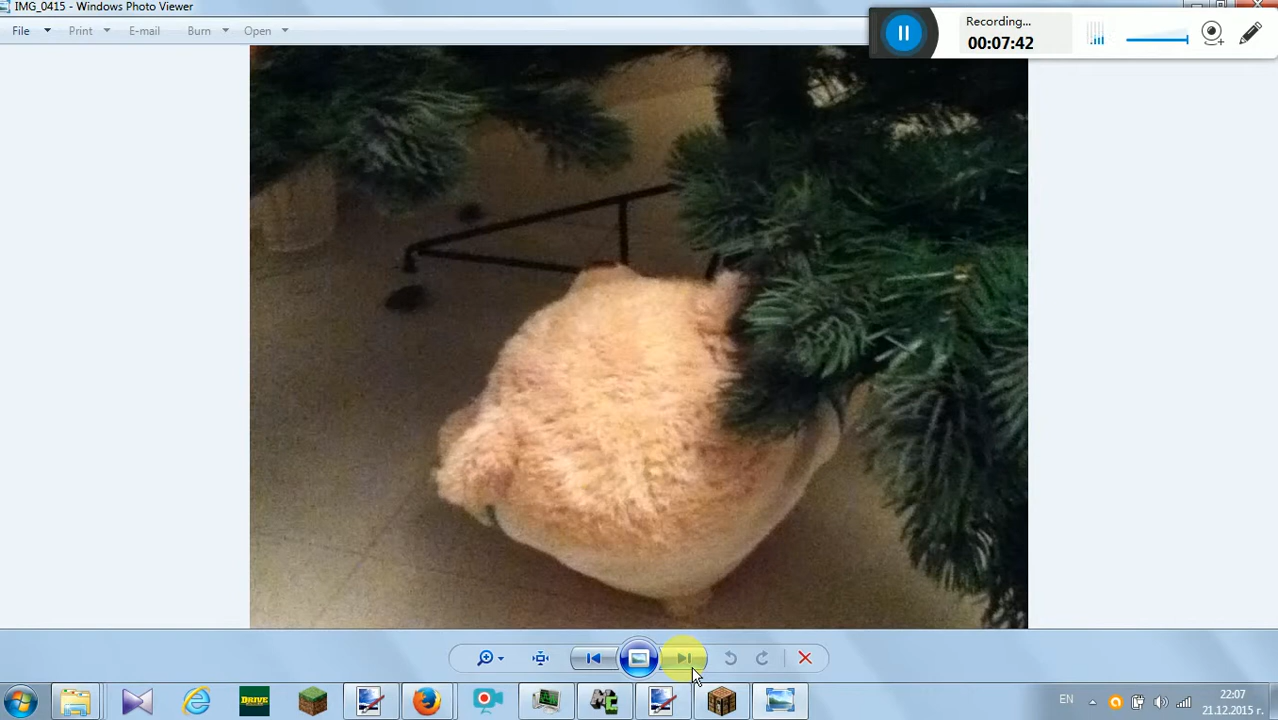 IMG_0415 - Windows Photo Viewer
File Print E-mail Burn Open
Recording...
00:07:42
DRIVE
EN
22:07
21.12.2015 г.